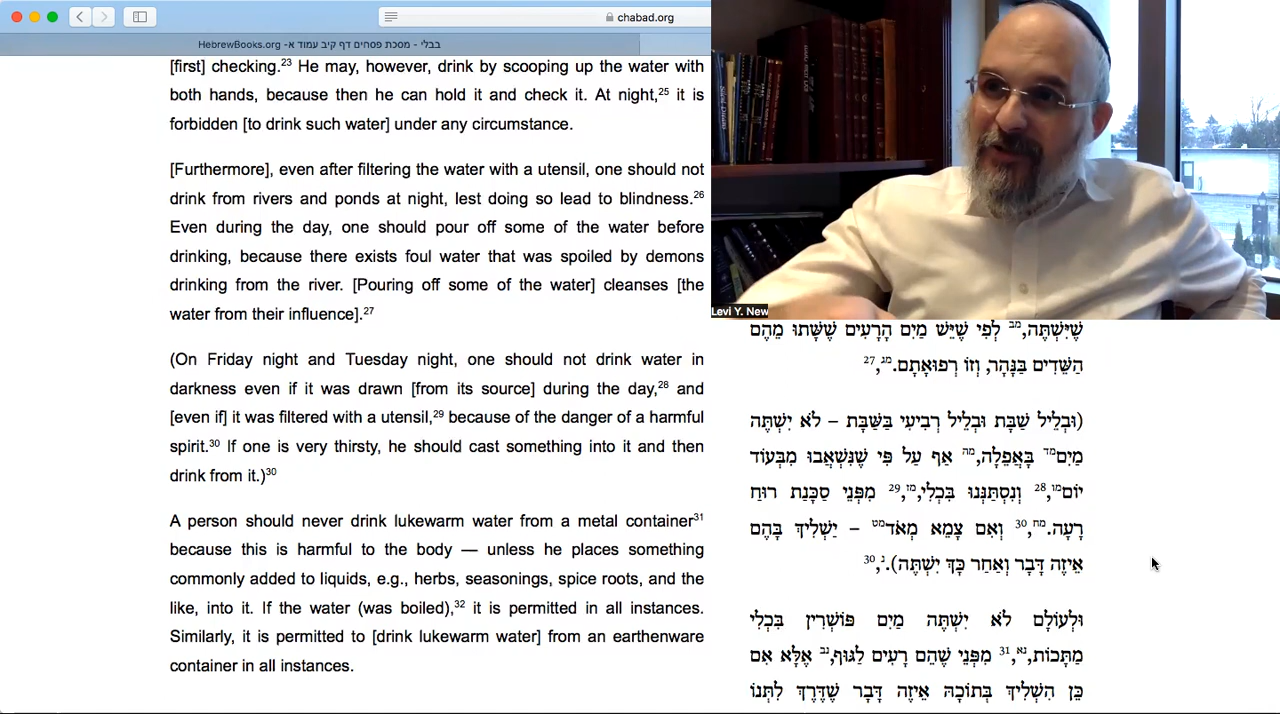 chabad.org
בבלי - מסכת פסחים דף קיב עמוד א- HebrewBooks.org
[first] checking.23 He may, however, drink by scooping up the water with
both hands, because then he can hold it and check it. At night,25 it is
forbidden [to drink such water] under any circumstance.
[Furthermore], even after filtering the water with a utensil, one should not
drink from rivers and ponds at night, lest doing so lead to blindness.26
Even during the day, one should pour off some of the water before
drinking, because there exists foul water that was spoiled by demons
drinking from the river. [Pouring off some of the water] cleanses [the
water from their influence].27
(On Friday night and Tuesday night, one should not drink water in
darkness even if it was drawn [from its source] during the day,28 and
[even if] it was filtered with a utensil,29 because of the danger of a harmful
spirit.30 If one is very thirsty, he should cast something into it and then
drink from it.)30
A person should never drink lukewarm water from a metal container31
because this is harmful to the body — unless he places something
commonly added to liquids, e.g., herbs, seasonings, spice roots, and the
like, into it. If the water (was boiled),32 it is permitted in all instances.
Similarly, it is permitted to [drink lukewarm water] from an earthenware
container in all instances.
Levi Y. New
שֶׁיִּשְׁתֶּה,מב לְפִי שֶׁיֵּשׁ מַיִם הָרָעִים שֶׁשָּׁתוּ מֵהֶם
הַשֵּׁדִים בַּנָּהָר, וְזוֹ רְפוּאָתָם.מג,27
(וּבְלֵיל שַׁבָּת וּבְלֵיל רְבִיעִי בַּשַּׁבָּת – לֹא יִשְׁתֶּה
מַיִםמד בָּאֲפֵלָה,מה אַף עַל פִּי שֶׁנִּשְׁאֲבוּ מִבְּעוֹד
יוֹםמו,28 וְנִסְתַּנְּנוּ בִּכְלִי,מז,29 מִפְּנֵי סַכָּנַת רוּחַ
רָעָה.מח,30 וְאִם צָמֵא מְאֹדמט – יַשְׁלִיךְ בָּהֶם
אֵיזֶה דָּבָר וְאַחַר כָּךְ יִשְׁתֶּה).נ,30
וּלְעוֹלָם לֹא יִשְׁתֶּה מַיִם פּוֹשְׁרִין בִּכְלִי
מַתָּכוֹת,נא,31 מִפְּנֵי שֶׁהֵם רָעִים לַגּוּף,נב אֶלָּא אִם
כֵּן הִשְׁלִיךְ בְּתוֹכָהּ אֵיזֶה דָּבָר שֶׁדֶּרֶךְ לִתְּנוֹ